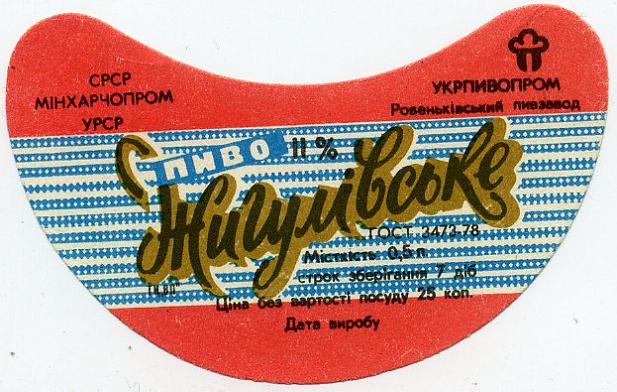 СРСР
МІНХАРЧОПРОМ
УРСР
УКРПИВОПРОМ
Ровеньківський пивзавод
ПИВО 11%
Жигулівське
ГОСТ 3473-78
Місткість 0,5 л
строк зберігання 7 діб
Ціна без вартості посуду 25 коп.
Дата виробу